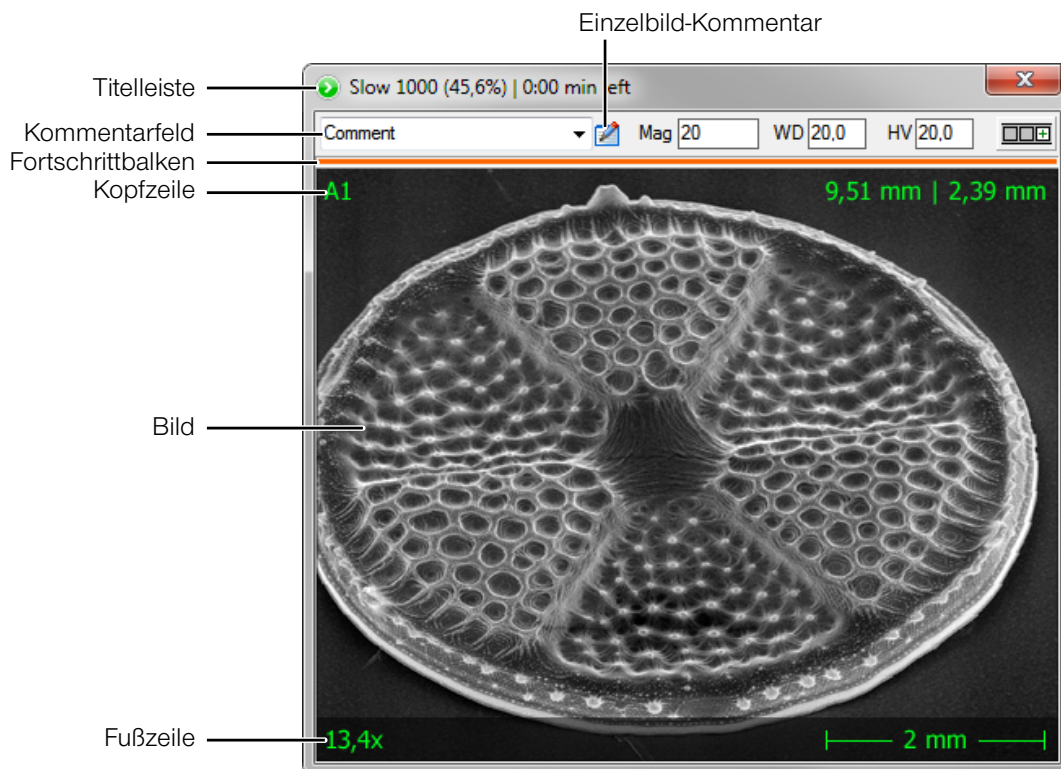 Einzelbild-Kommentar
Titelleiste
Slow 1000 (45,6%) | 0:00 min left
Kommentarfeld
Comment Mag 20 WD 20,0 HV 20,0
Fortschrittbalken
Kopfzeile
A1 9,51 mm | 2,39 mm
Bild
Fußzeile
13,4x 2 mm